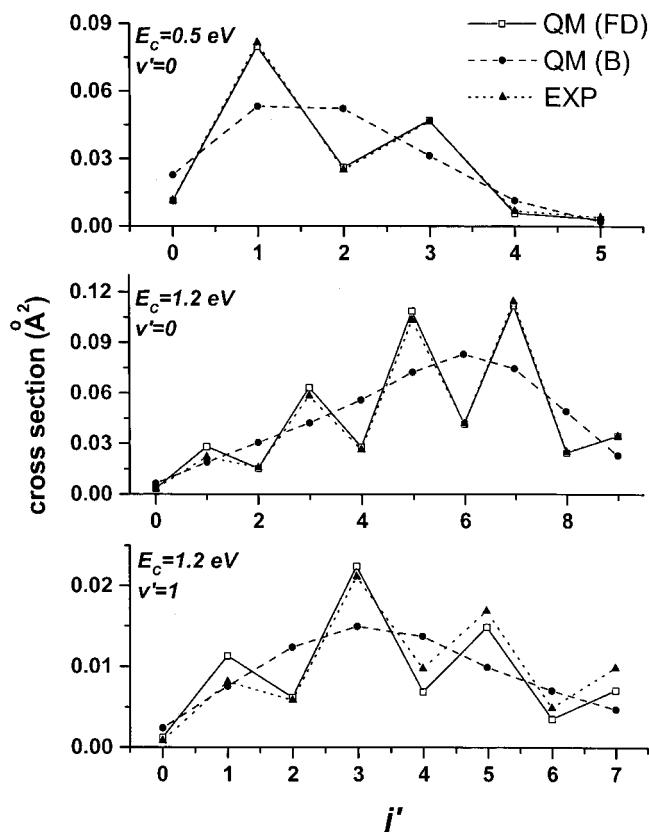 QM (FD)
QM (B)
EXP
E_C=0.5 eV
v'=0
0.09
0.06
0.03
0.00
0 1 2 3 4 5
E_C=1.2 eV
v'=0
0.12
0.09
0.06
0.03
0.00
0 2 4 6 8
cross section (Å²)
E_C=1.2 eV
v'=1
0.02
0.01
0.00
0 1 2 3 4 5 6 7
j'